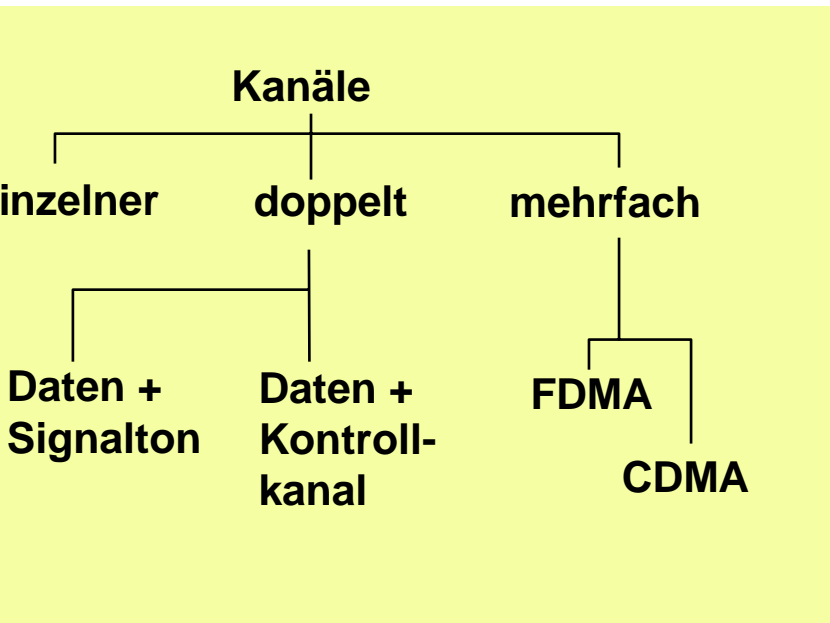 Kanäle
inzelner doppelt mehrfach
Daten +
Signalton
Daten +
Kontroll-
kanal
FDMA
CDMA